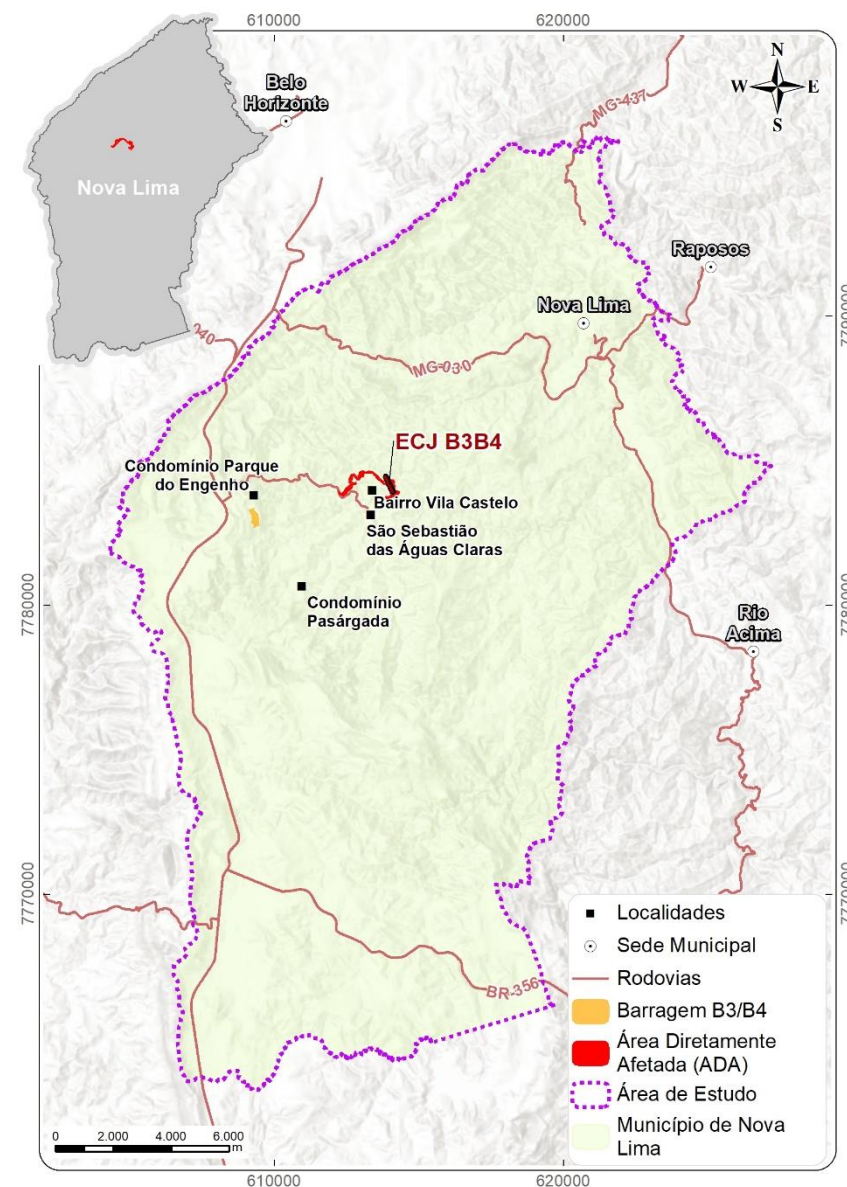 610000
620000
Belo
Horizonte
N
W
E
S
MG-437
Nova Lima
Raposos
Nova Lima
7790000
040
MG-030
ECJ B3B4
Condomínio Parque
do Engenho
Bairro Vila Castelo
São Sebastião
das Águas Claras
7780000
7780000
Condomínio
Pasárgada
Rio
Acima
7770000
7770000
BR-356
Localidades
Sede Municipal
Rodovias
Barragem B3/B4
Área Diretamente
Afetada (ADA)
Área de Estudo
Município de Nova
Lima
0 2.000 4.000 6.000
m
610000
620000